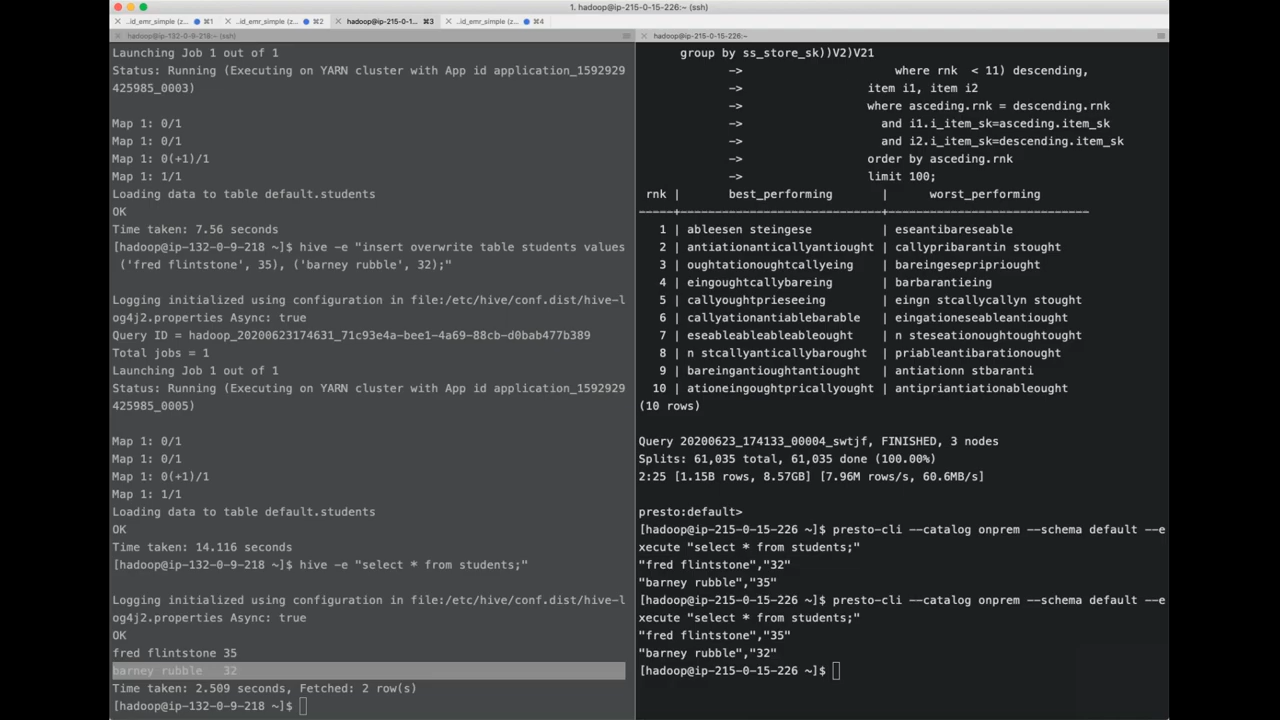 1. hadoop@ip-215-0-15-226:~ (ssh)
..id_emr_simple (z... ⌘1
..id_emr_simple (z... ⌘2
hadoop@ip-215-0-1... ⌘3
..id_emr_simple (z... ⌘4
hadoop@ip-132-0-9-218:~ (ssh)
Launching Job 1 out of 1
Status: Running (Executing on YARN cluster with App id application_1592929
425985_0003)
Map 1: 0/1
Map 1: 0/1
Map 1: 0(+1)/1
Map 1: 1/1
Loading data to table default.students
OK
Time taken: 7.56 seconds
[hadoop@ip-132-0-9-218 ~]$ hive -e "insert overwrite table students values
('fred flintstone', 35), ('barney rubble', 32);"
Logging initialized using configuration in file:/etc/hive/conf.dist/hive-l
og4j2.properties Async: true
Query ID = hadoop_20200623174631_71c93e4a-bee1-4a69-88cb-d0bab477b389
Total jobs = 1
Launching Job 1 out of 1
Status: Running (Executing on YARN cluster with App id application_1592929
425985_0005)
Map 1: 0/1
Map 1: 0/1
Map 1: 0(+1)/1
Map 1: 1/1
Loading data to table default.students
OK
Time taken: 14.116 seconds
[hadoop@ip-132-0-9-218 ~]$ hive -e "select * from students;"
Logging initialized using configuration in file:/etc/hive/conf.dist/hive-l
og4j2.properties Async: true
OK
fred flintstone 35
barney rubble 32
Time taken: 2.509 seconds, Fetched: 2 row(s)
[hadoop@ip-132-0-9-218 ~]$
hadoop@ip-215-0-15-226:~
group by ss_store_sk))V2)V21
-> where rnk < 11) descending,
-> item i1, item i2
-> where asceding.rnk = descending.rnk
-> and i1.i_item_sk=asceding.item_sk
-> and i2.i_item_sk=descending.item_sk
-> order by asceding.rnk
-> limit 100;
rnk | best_performing | worst_performing
-----+------------------------------+-----------------------------
1 | ableesen steingese | eseantibareseable
2 | antiationanticallyantiought | callypribarantin stought
3 | oughtationoughtcallyeing | bareingesepripriought
4 | eingoughtcallybareing | barbarantieing
5 | callyoughtprieseeing | eingn stcallycallyn stought
6 | callyationantiablebarable | eingationeseableantiought
7 | eseableableableableought | n steseationoughtationought
8 | n stcallyanticallybarought | priableantibarationought
9 | bareingantioughtantiought | antiationn stbaranti
10 | ationeingoughtpricallyought | antipriantiationableought
(10 rows)
Query 20200623_174133_00004_swtjf, FINISHED, 3 nodes
Splits: 61,035 total, 61,035 done (100.00%)
2:25 [1.15B rows, 8.57GB] [7.96M rows/s, 60.6MB/s]
presto:default>
[hadoop@ip-215-0-15-226 ~]$ presto-cli --catalog onprem --schema default --e
xecute "select * from students;"
"fred flintstone","32"
"barney rubble","35"
[hadoop@ip-215-0-15-226 ~]$ presto-cli --catalog onprem --schema default --e
xecute "select * from students;"
"fred flintstone","35"
"barney rubble","32"
[hadoop@ip-215-0-15-226 ~]$